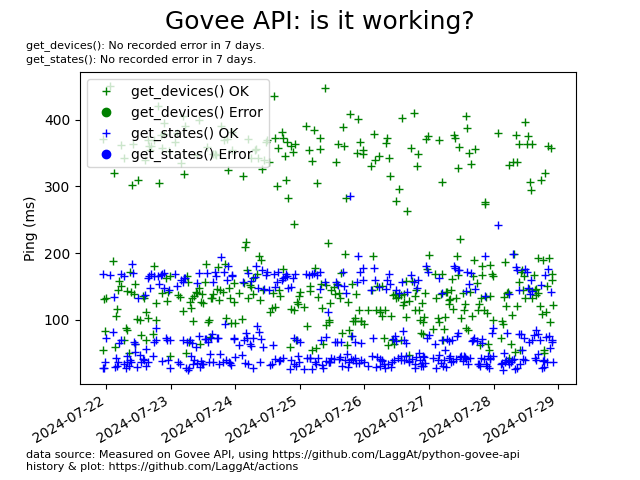 Govee API: is it working?
get_devices(): No recorded error in 7 days.
get_states(): No recorded error in 7 days.
get_devices() OK
get_devices() Error
get_states() OK
get_states() Error
Ping (ms)
400
300
200
100
2024-07-22
2024-07-23
2024-07-24
2024-07-25
2024-07-26
2024-07-27
2024-07-28
2024-07-29
data source: Measured on Govee API, using https://github.com/LaggAt/python-govee-api
history & plot: https://github.com/LaggAt/actions